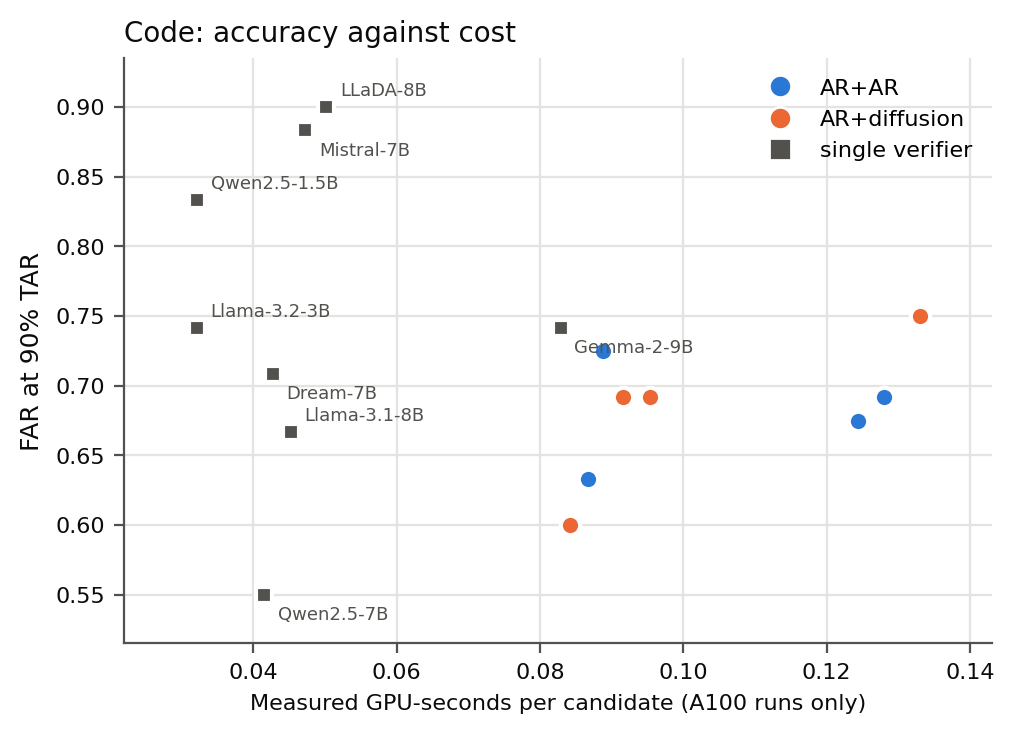 Code: accuracy against cost
AR+AR
AR+diffusion
single verifier
LLaDA-8B
Mistral-7B
Qwen2.5-1.5B
Llama-3.2-3B
Gemma-2-9B
Dream-7B
Llama-3.1-8B
Qwen2.5-7B
FAR at 90% TAR
0.90
0.85
0.80
0.75
0.70
0.65
0.60
0.55
0.04 0.06 0.08 0.10 0.12 0.14
Measured GPU-seconds per candidate (A100 runs only)